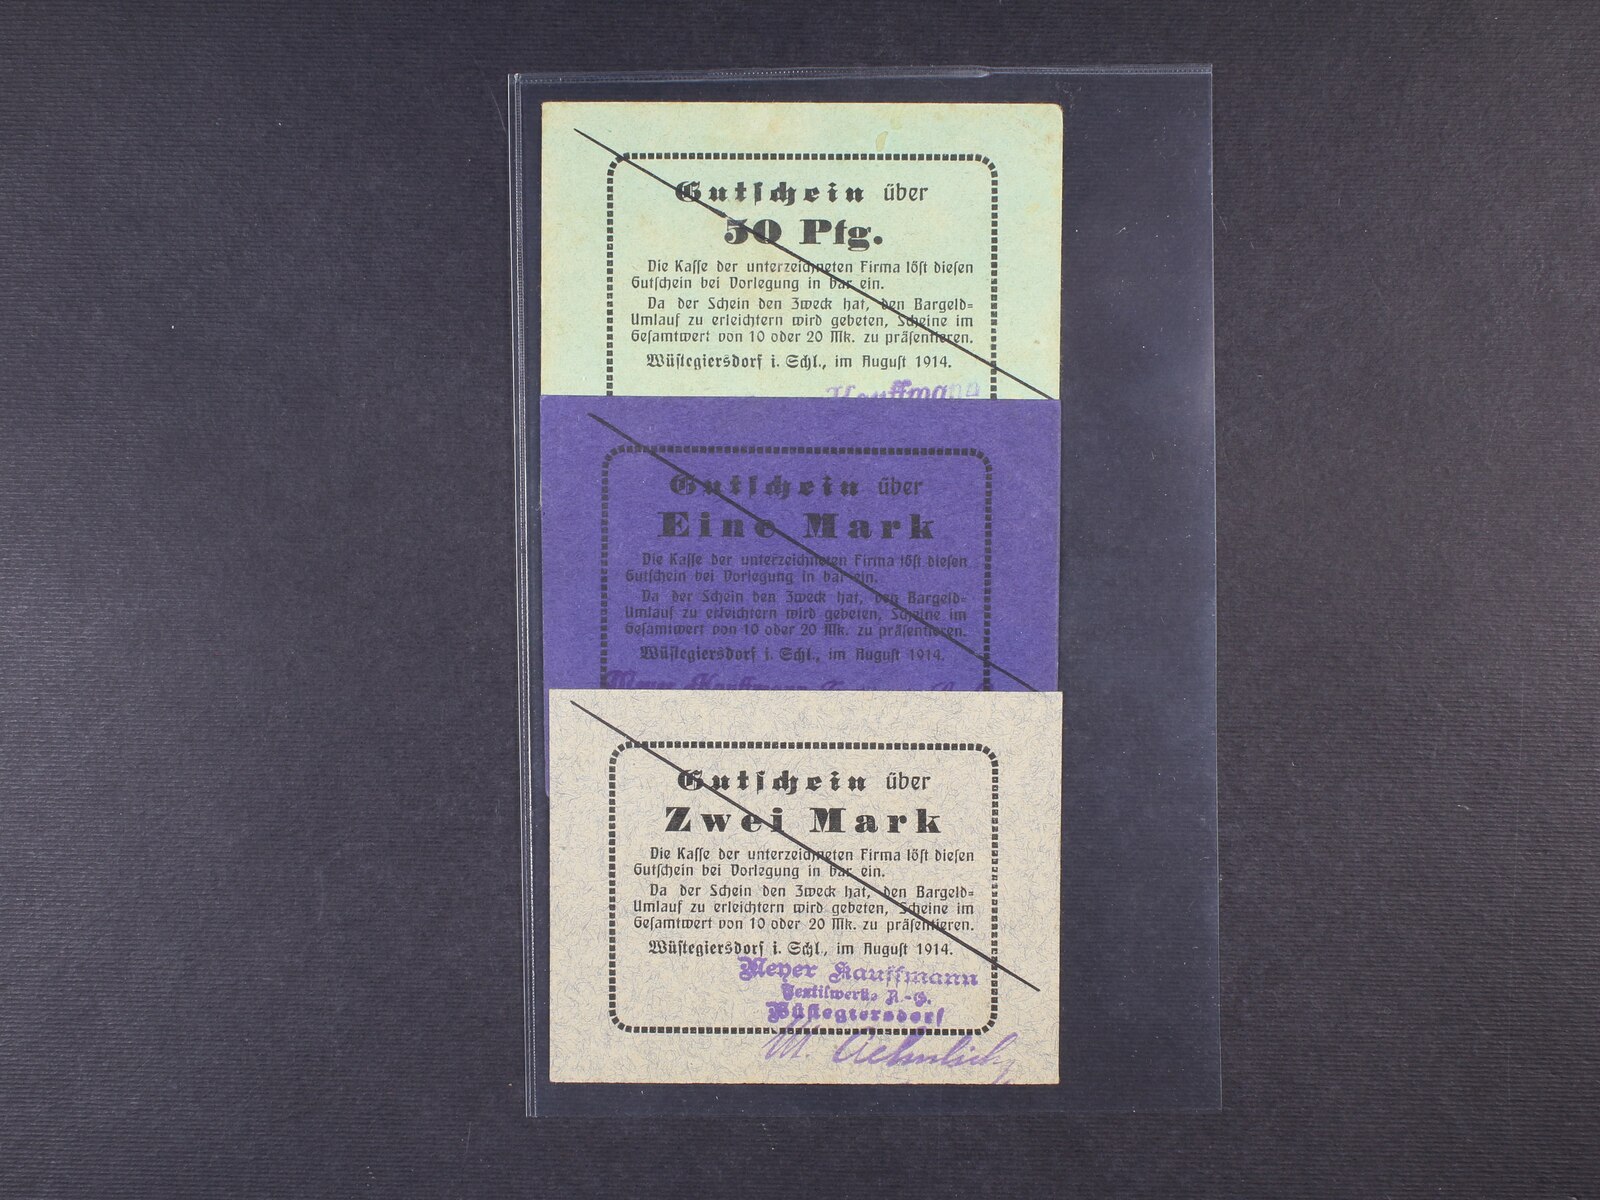 Gutschein über
50 Pfg.
Die Kasse der unterzeichneten Firma löst diesen
Gutschein bei Vorlegung in bar ein.
Da der Schein den Zweck hat, den Bargeld-
Umlauf zu erleichtern wird gebeten, Scheine im
Gesamtwert von 10 oder 20 Mk. zu präsentieren.
Wüstegiersdorf i. Schl., im August 1914.
Kauffmann
Gutschein über
Eine Mark
Die Kasse der unterzeichneten Firma löst diesen
Gutschein bei Vorlegung in bar ein.
Da der Schein den Zweck hat, den Bargeld-
Umlauf zu erleichtern wird gebeten, Scheine im
Gesamtwert von 10 oder 20 Mk. zu präsentieren.
Wüstegiersdorf i. Schl., im August 1914.
Meyer Kauffmann
Gutschein über
Zwei Mark
Die Kasse der unterzeichneten Firma löst diesen
Gutschein bei Vorlegung in bar ein.
Da der Schein den Zweck hat, den Bargeld-
Umlauf zu erleichtern wird gebeten, Scheine im
Gesamtwert von 10 oder 20 Mk. zu präsentieren.
Wüstegiersdorf i. Schl., im August 1914.
Meyer Kauffmann
Textilwerke A.-G.
Wüstegiersdorf